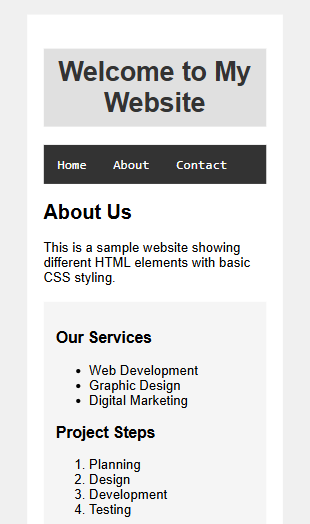 Welcome to My
Website
Home About Contact
About Us
This is a sample website showing
different HTML elements with basic
CSS styling.
Our Services
• Web Development
• Graphic Design
• Digital Marketing
Project Steps
1. Planning
2. Design
3. Development
4. Testing